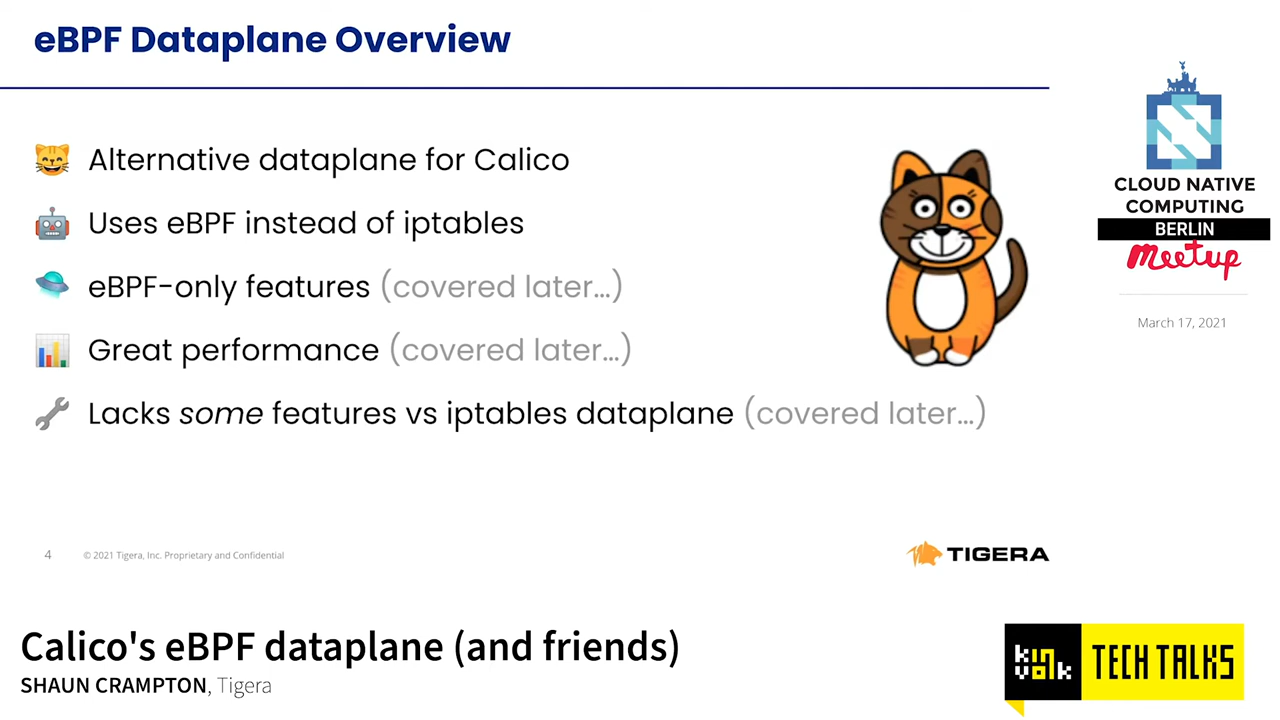 eBPF Dataplane Overview
Alternative dataplane for Calico
Uses eBPF instead of iptables
eBPF-only features (covered later…)
Great performance (covered later…)
Lacks some features vs iptables dataplane (covered later…)
CLOUD NATIVE
COMPUTING
BERLIN
meetup
March 17, 2021
4
© 2021 Tigera, Inc. Proprietary and Confidential
TIGERA
Calico's eBPF dataplane (and friends)
SHAUN CRAMPTON, Tigera
kinvolk
TECH TALKS